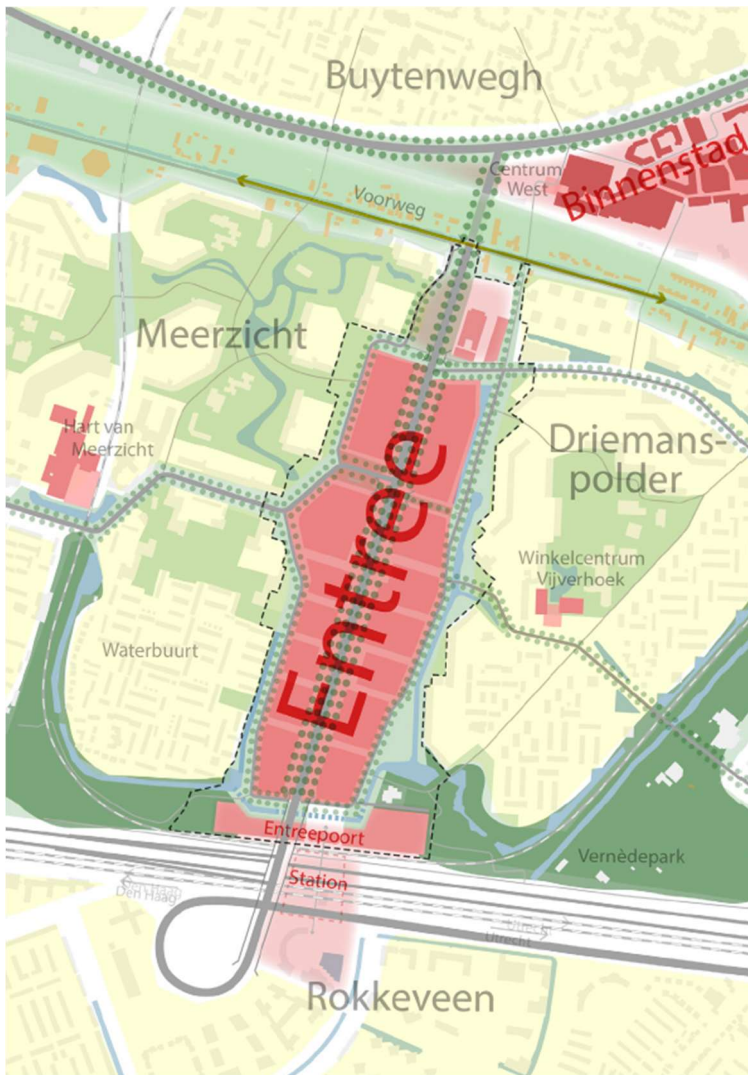 Buytenwegh
Centrum
West
Binnenstad
Voorweg
Meerzicht
Hart van
Meerzicht
Driemans-
polder
Entree
Winkelcentrum
Vijverhoek
Waterbuurt
Entreepoort
Vernèdepark
Station
Den Haag
Utrecht
Utrecht
Rokkeveen